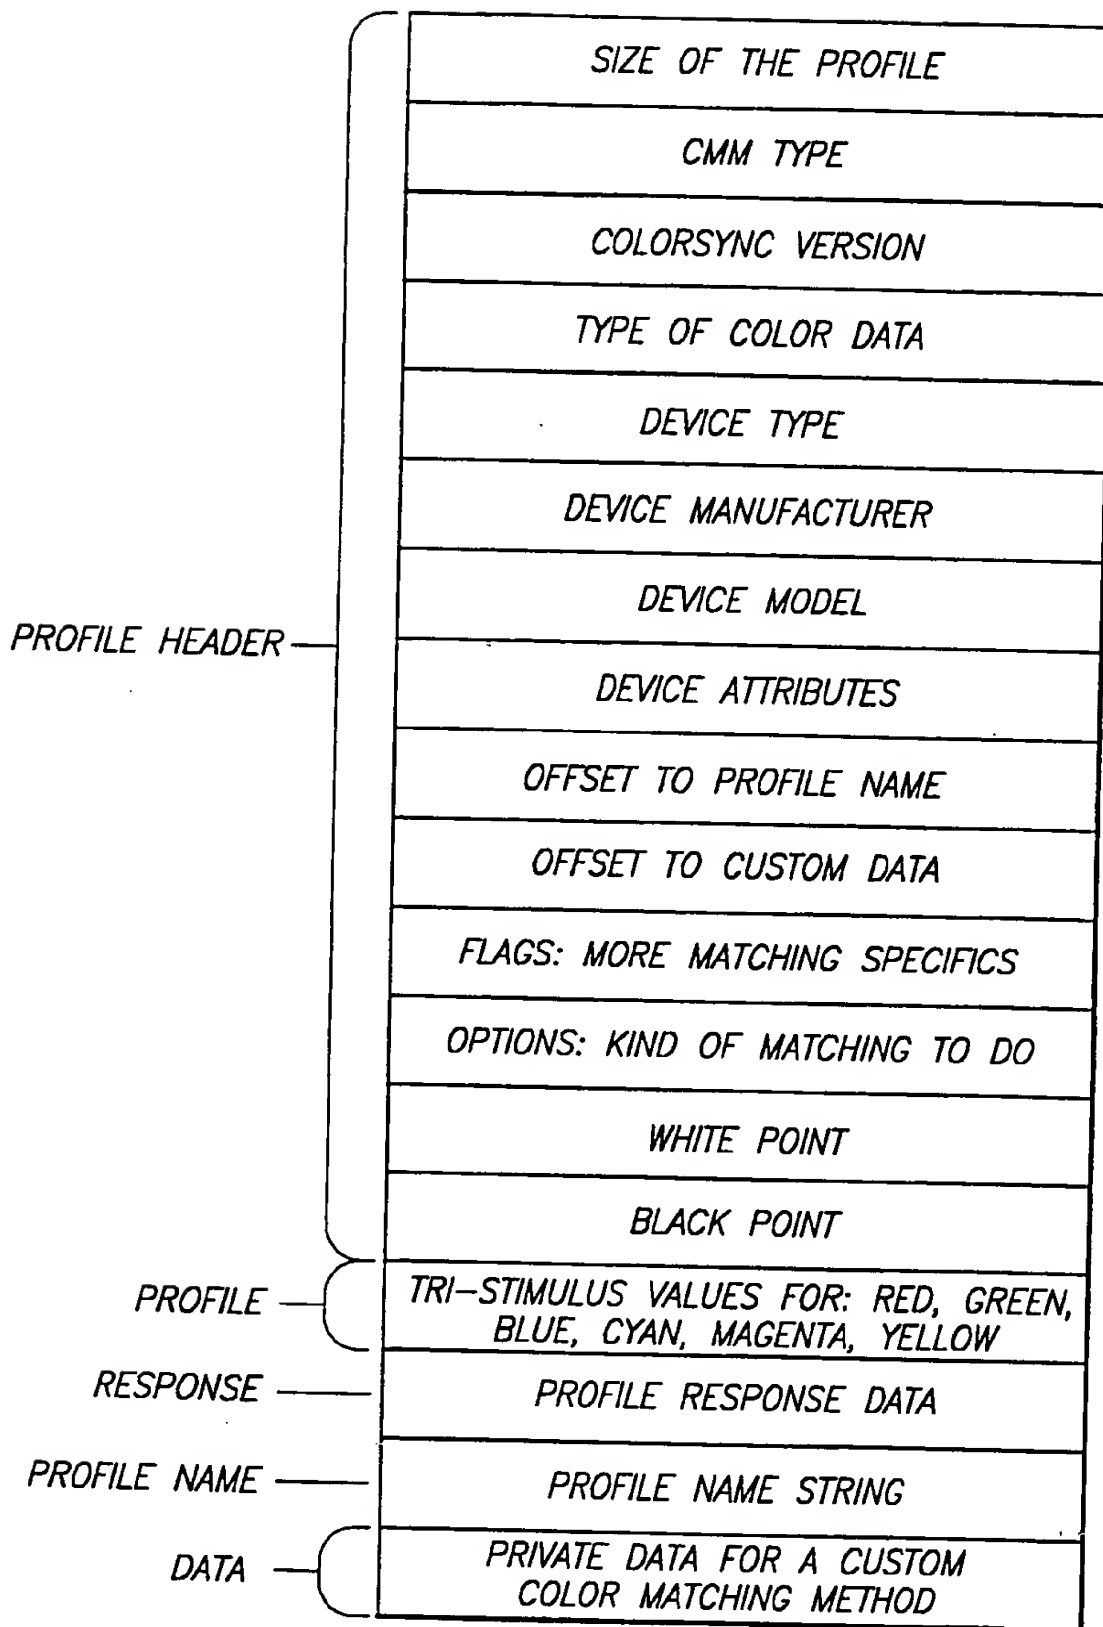 SIZE OF THE PROFILE
CMM TYPE
COLORSYNC VERSION
TYPE OF COLOR DATA
DEVICE TYPE
DEVICE MANUFACTURER
DEVICE MODEL
PROFILE HEADER
DEVICE ATTRIBUTES
OFFSET TO PROFILE NAME
OFFSET TO CUSTOM DATA
FLAGS: MORE MATCHING SPECIFICS
OPTIONS: KIND OF MATCHING TO DO
WHITE POINT
BLACK POINT
PROFILE
TRI-STIMULUS VALUES FOR: RED, GREEN,
BLUE, CYAN, MAGENTA, YELLOW
RESPONSE
PROFILE RESPONSE DATA
PROFILE NAME
PROFILE NAME STRING
DATA
PRIVATE DATA FOR A CUSTOM
COLOR MATCHING METHOD